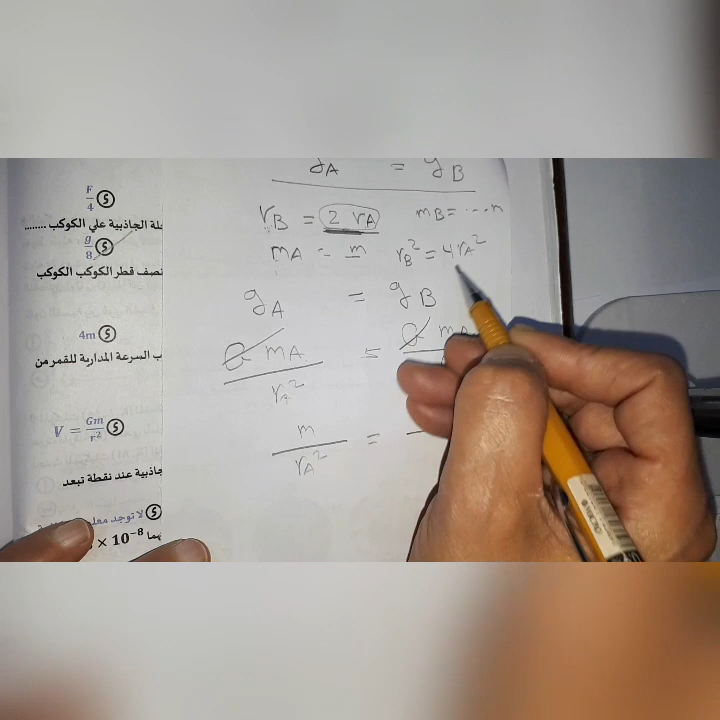 gA = gB
F/4 ⑤
لة الجاذبية علي الكوكب ........
g/8 ⑤
نصف قطر الكوكب الكوكب
4m ⑤
ب السرعة المدارية للقمر من
V = Gm/r² ⑤
جاذبية عند نقطة تبعد
⑤ لا توجد
× 10⁻⁸
rB = 2 rA mB = ....m
mA = m rB² = 4rA²
gA = gB
G mA / rA² = G mA
m / rA² =